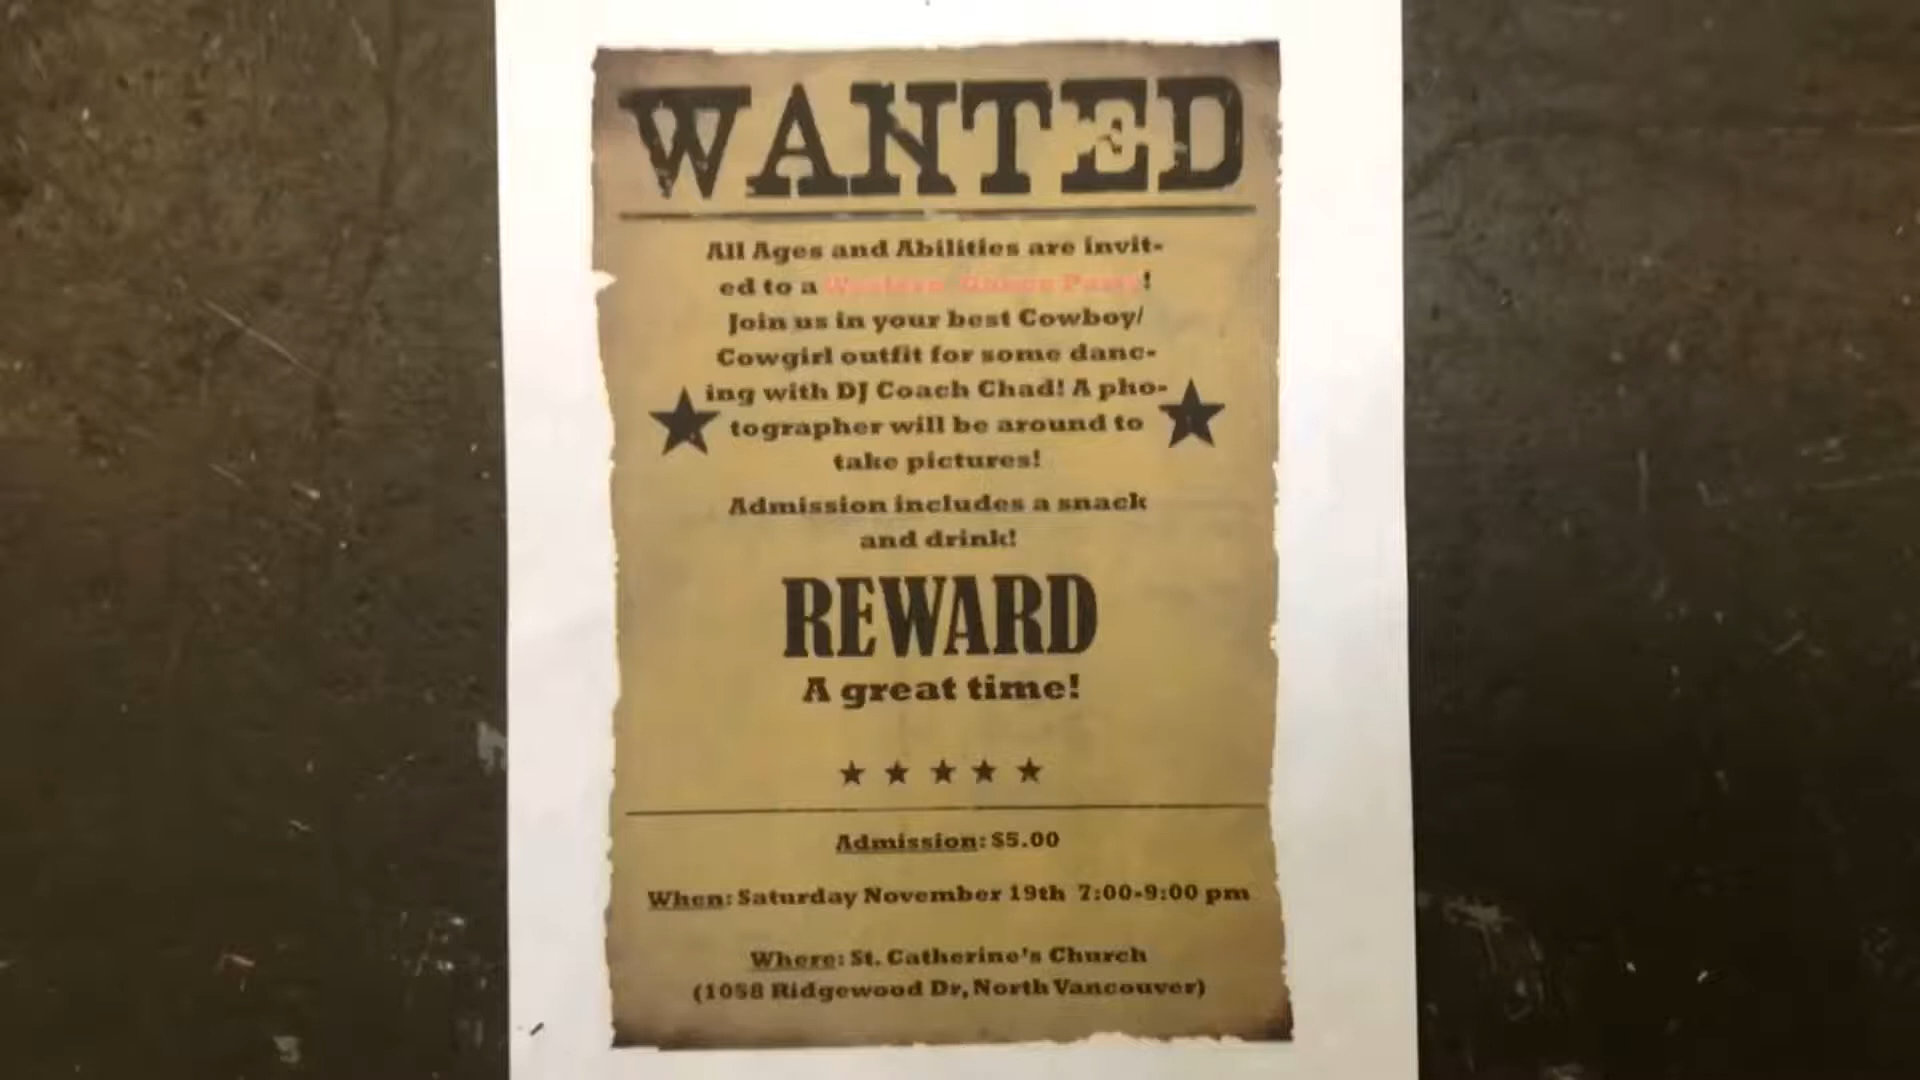 WANTED
All Ages and Abilities are invit-
ed to a Western Dance Party!
Join us in your best Cowboy/
Cowgirl outfit for some danc-
ing with DJ Coach Chad! A pho-
tographer will be around to
take pictures!
Admission includes a snack
and drink!
REWARD
A great time!
Admission: $5.00
When: Saturday November 19th 7:00-9:00 pm
Where: St. Catherine's Church
(1058 Ridgewood Dr, North Vancouver)